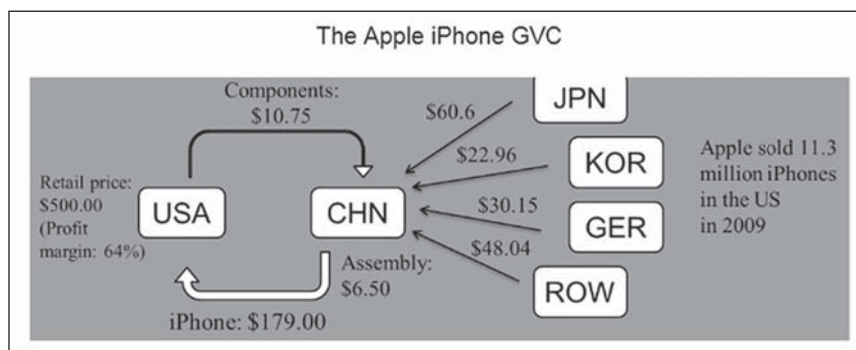 The Apple iPhone GVC
Components:
$10.75
Retail price:
$500.00
(Profit
margin: 64%)
USA
CHN
Assembly:
$6.50
iPhone: $179.00
$60.6
JPN
$22.96
KOR
$30.15
GER
$48.04
ROW
Apple sold 11.3
million iPhones
in the US
in 2009